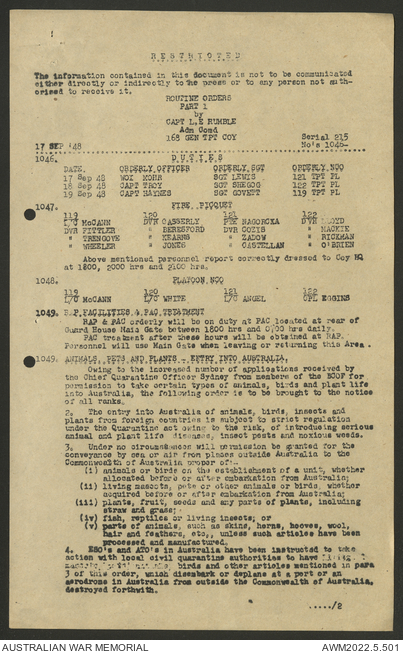 RESTRICTED
The information contained in this document is not to be communicated
either directly or indirectly to the press or to any person not auth-
orised to receive it.
ROUTINE ORDERS
PART 1
by
CAPT L.E RUMBLE
Adm Comd
168 GEN TPT COY Serial 215
17 SEP '48 No's 1046-
1046. DUTIES
DATE ORDERLY OFFICER ORDERLY SGT ORDERLY NCO
17 Sep 48 WOI MOHR SGT LEWIS 121 TPT PL
18 Sep 48 CAPT TROY SGT SHEGOG 122 TPT PL
19 Sep 48 CAPT HAYNES SGT GOVETT 119 TPT PL
1047. FIRE PICQUET
119 120 121 122
L/C McCANN DVR CASSERLY PTE NAGORCKA DVR LLOYD
DVR PITTLER " BERESFORD DVR COZIB " MACKIE
" TRENGOVE " KEARNS " ZADOW " RICKMAN
" WHEELER " JONES " CASTELLAN " O'BRIEN
Above mentioned personnel report correctly dressed to Coy HQ
at 1800, 2000 hrs and 2100 hrs.
1048. PLATOON NCO
119 120 121 122
L/C McCANN L/C WHITE L/C ANGEL CPL EGGINS
1049. R.P FACILITIES & PAC TREATMENT
RAP & PAC orderly will be on duty at PAC located at rear of
Guard House Main Gate between 1800 hrs and hrs daily.
PAC treatment after these hours will be obtained at RAP.
Personnel will use Main Gate when leaving or returning this Area.
1049. ANIMALS, PETS AND PLANTS - ENTRY INTO AUSTRALIA.
Owing to the increased number of applications received by
the Chief Quarantine Officer Sydney from members of the BCOF for
permission to take certain types of animals, birds and plant life
into Australia, the following order is to be brought to the notice
of all ranks.
2. The entry into Australia of animals, birds, insects and
plants from foreign countries is subject to strict regulation
under the Quarantine act owing to the risk, of introducing serious
animal and plant life diseases, insect pests and noxious weeds.
3. Under no circumstances will permission be granted for the
conveyance by sea or air from places outside Australia to the
Commonwealth of Australia proper of:-
(i) animals or birds on the establishment of a unit, whether
allocated before or after embarkation from Australia;
(ii) living mascots, pets or other animals or birds, whether
acquired before or after embarkation from Australia;
(iii) plants, fruit, seeds and any parts of plants, including
straw and grass;
(iv) fish, reptiles or living insects; or
(v) parts of animals, such as skins, horns, hooves, wool,
hair and feathers, etc,, unless such articles have been
processed and manufactured.
4. ESO's and ATO's in Australia have been instructed to take
action with local civil quarantine authorities to have
birds and other articles mentioned in para
3 of this order, which disembark or deplane at a port or an
aerodrome in Australia from outside the Commonwealth of Australia,
destroyed forthwith.
...../2
AUSTRALIAN WAR MEMORIAL AWM2022.5.501